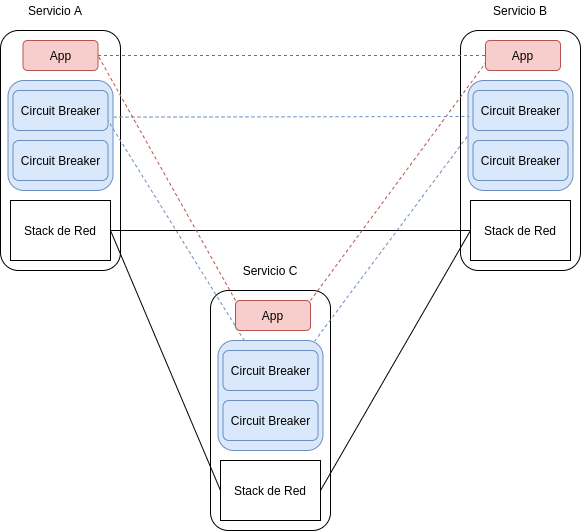 Servicio A
App
Circuit Breaker
Circuit Breaker
Stack de Red
Servicio B
App
Circuit Breaker
Circuit Breaker
Stack de Red
Servicio C
App
Circuit Breaker
Circuit Breaker
Stack de Red